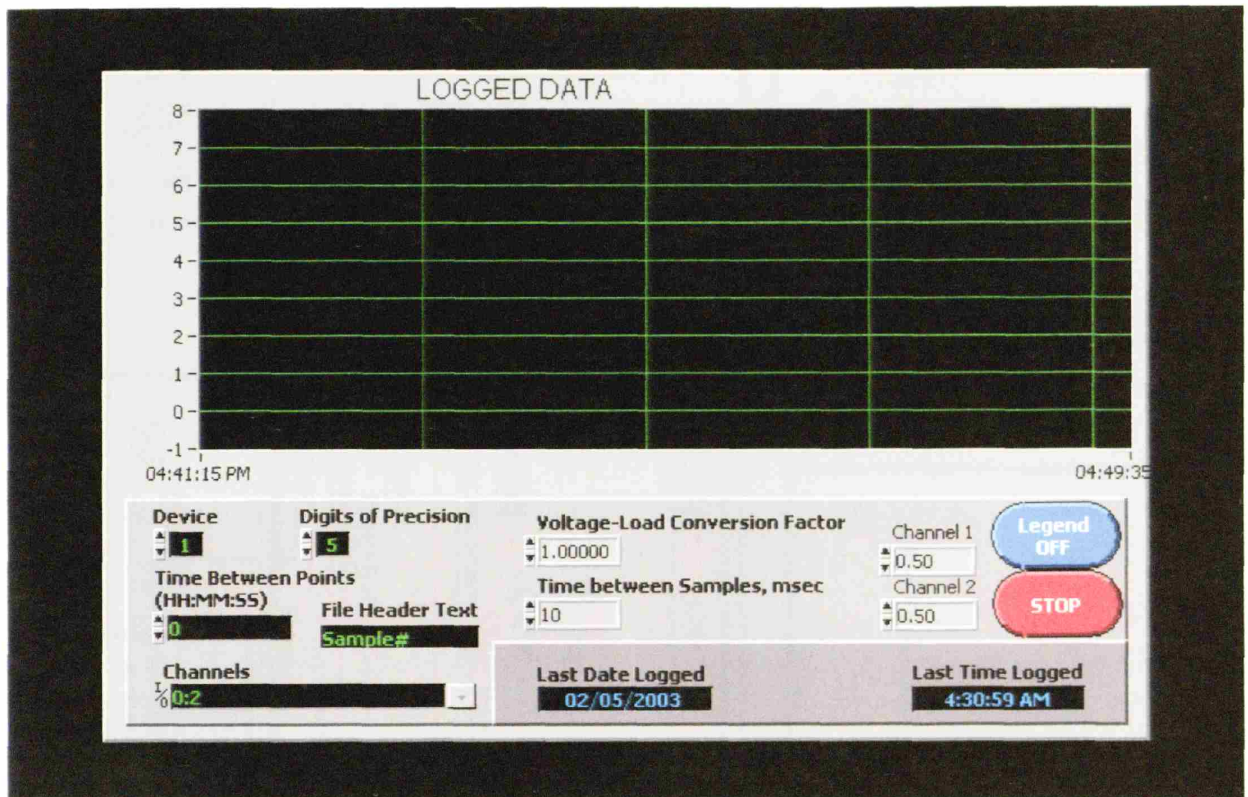 LOGGED DATA
8
7
6
5
4
3
2
1
0
-1
04:41:15 PM
04:49:35
Device
1
Digits of Precision
5
Time Between Points
(HH:MM:SS)
0
File Header Text
Sample#
Channels
I/O 0:2
Voltage-Load Conversion Factor
1.00000
Time between Samples, msec
10
Channel 1
0.50
Channel 2
0.50
Legend
OFF
STOP
Last Date Logged
02/05/2003
Last Time Logged
4:30:59 AM